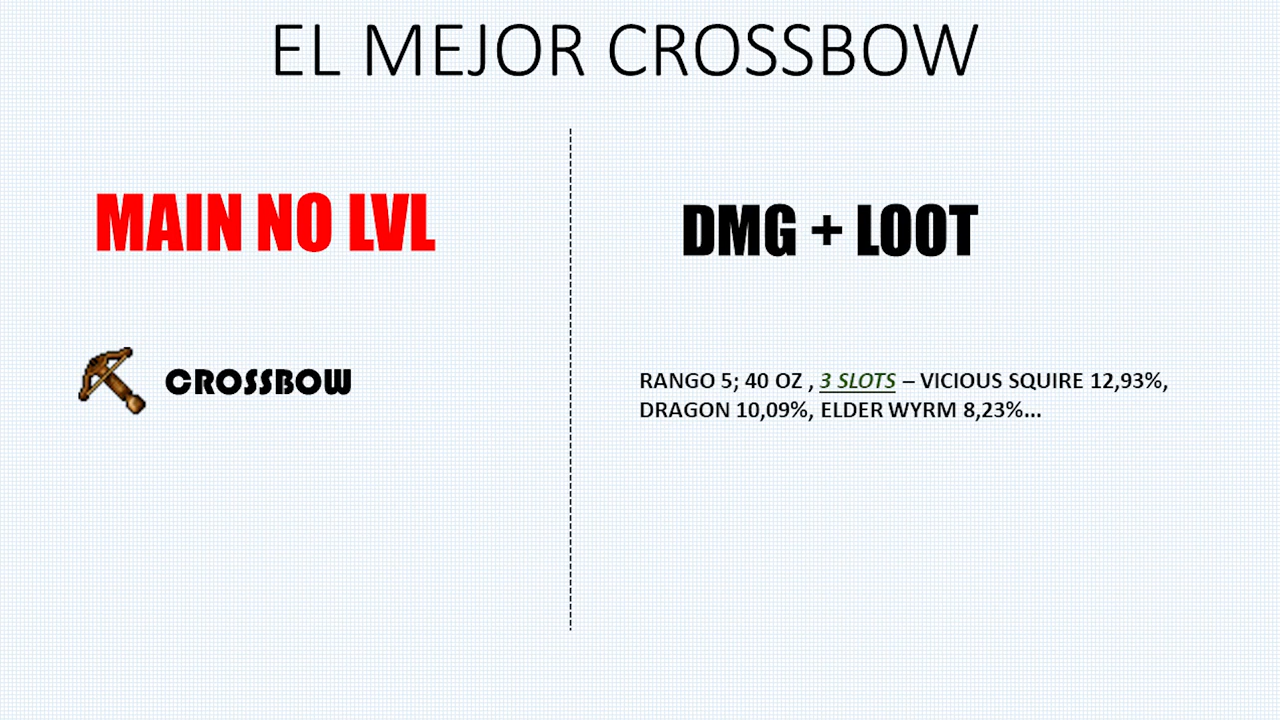 EL MEJOR CROSSBOW
MAIN NO LVL
DMG + LOOT
CROSSBOW
RANGO 5; 40 OZ , 3 SLOTS – VICIOUS SQUIRE 12,93%,
DRAGON 10,09%, ELDER WYRM 8,23%...